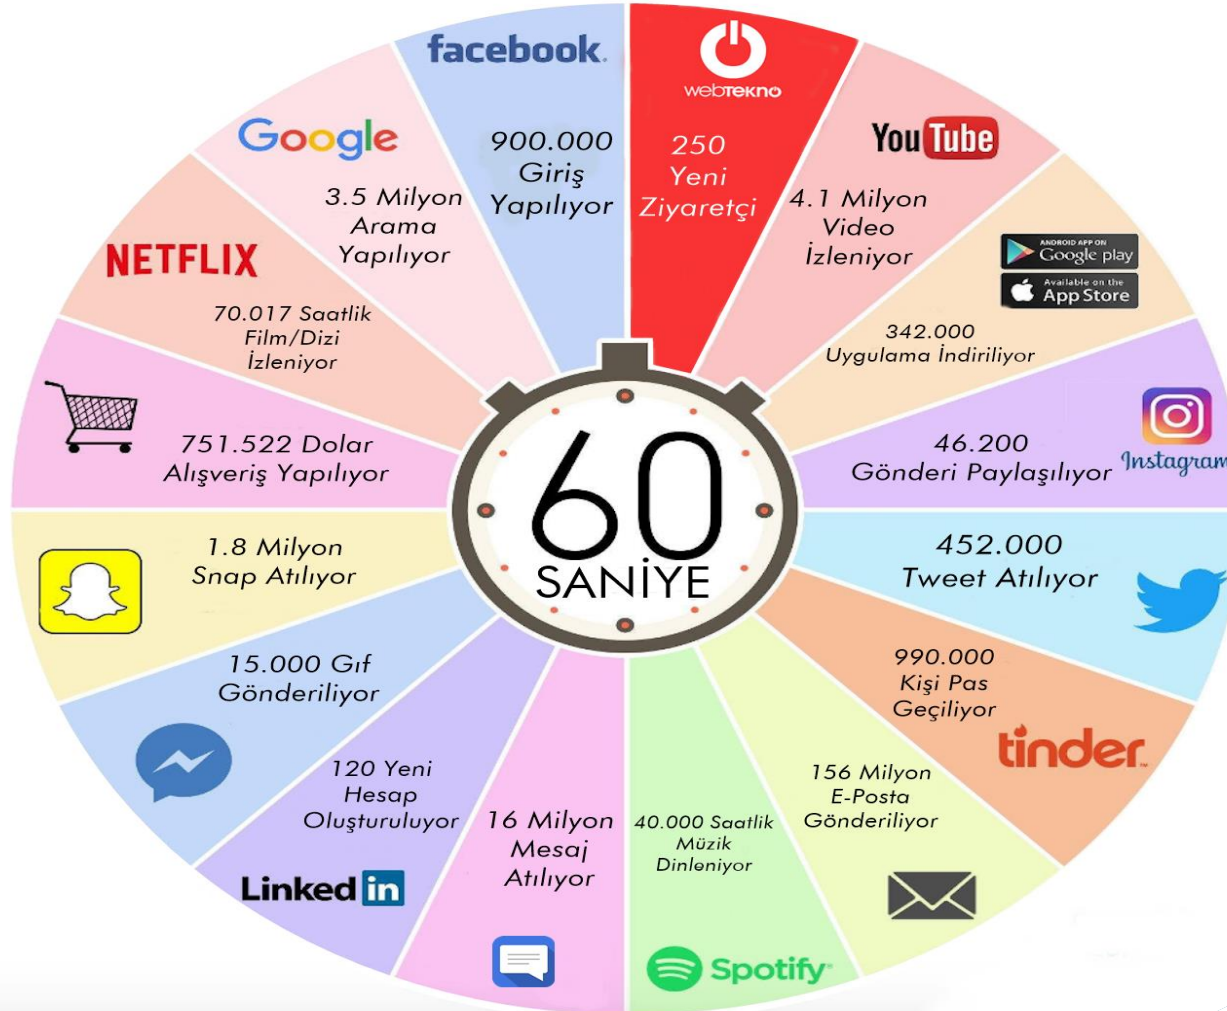 facebook.
900.000
Giriş
Yapılıyor
webTEKNO
250
Yeni
Ziyaretçi
YouTube
4.1 Milyon
Video
İzleniyor
ANDROID APP ON
Google play
Available on the
App Store
342.000
Uygulama İndiriliyor
Instagram
46.200
Gönderi Paylaşılıyor
452.000
Tweet Atılıyor
990.000
Kişi Pas
Geçiliyor
tinder
156 Milyon
E-Posta
Gönderiliyor
40.000 Saatlik
Müzik
Dinleniyor
Spotify
16 Milyon
Mesaj
Atılıyor
120 Yeni
Hesap
Oluşturuluyor
Linked in
15.000 Gıf
Gönderiliyor
1.8 Milyon
Snap Atılıyor
751.522 Dolar
Alışveriş Yapılıyor
NETFLIX
70.017 Saatlik
Film/Dizi
İzleniyor
Google
3.5 Milyon
Arama
Yapılıyor
60
SANİYE